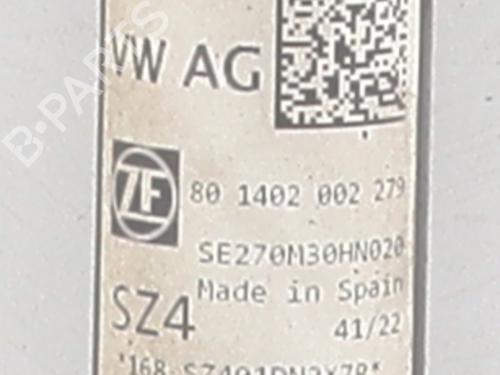 B-PARTS
VW AG
ZF
80 1402 002 279
SE270M30HN020
Made in Spain
SZ4
41/22